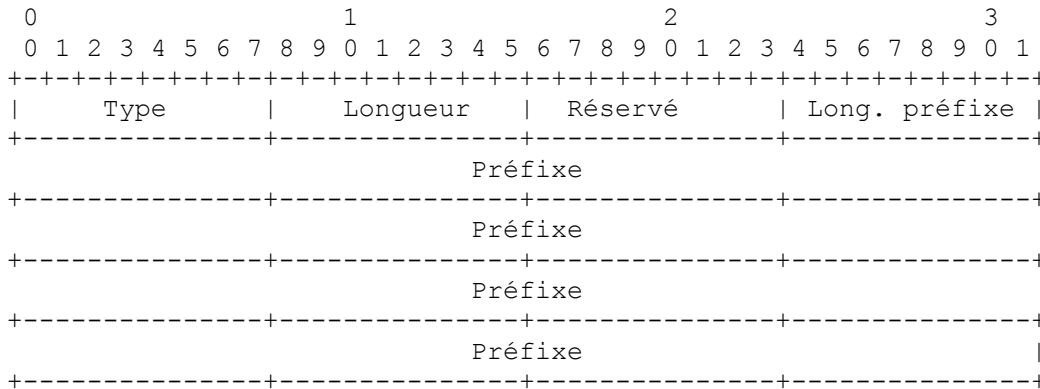 0                   1                   2                   3
 0 1 2 3 4 5 6 7 8 9 0 1 2 3 4 5 6 7 8 9 0 1 2 3 4 5 6 7 8 9 0 1
+-+-+-+-+-+-+-+-+-+-+-+-+-+-+-+-+-+-+-+-+-+-+-+-+-+-+-+-+-+-+-+-+
|     Type      |    Longueur   |  Réservé      | Long. préfixe |
+---------------+---------------+---------------+---------------+
                             Préfixe
+---------------+---------------+---------------+---------------+
                             Préfixe
+---------------+---------------+---------------+---------------+
                             Préfixe
+---------------+---------------+---------------+---------------+
                             Préfixe                            |
+---------------+---------------+---------------+---------------+